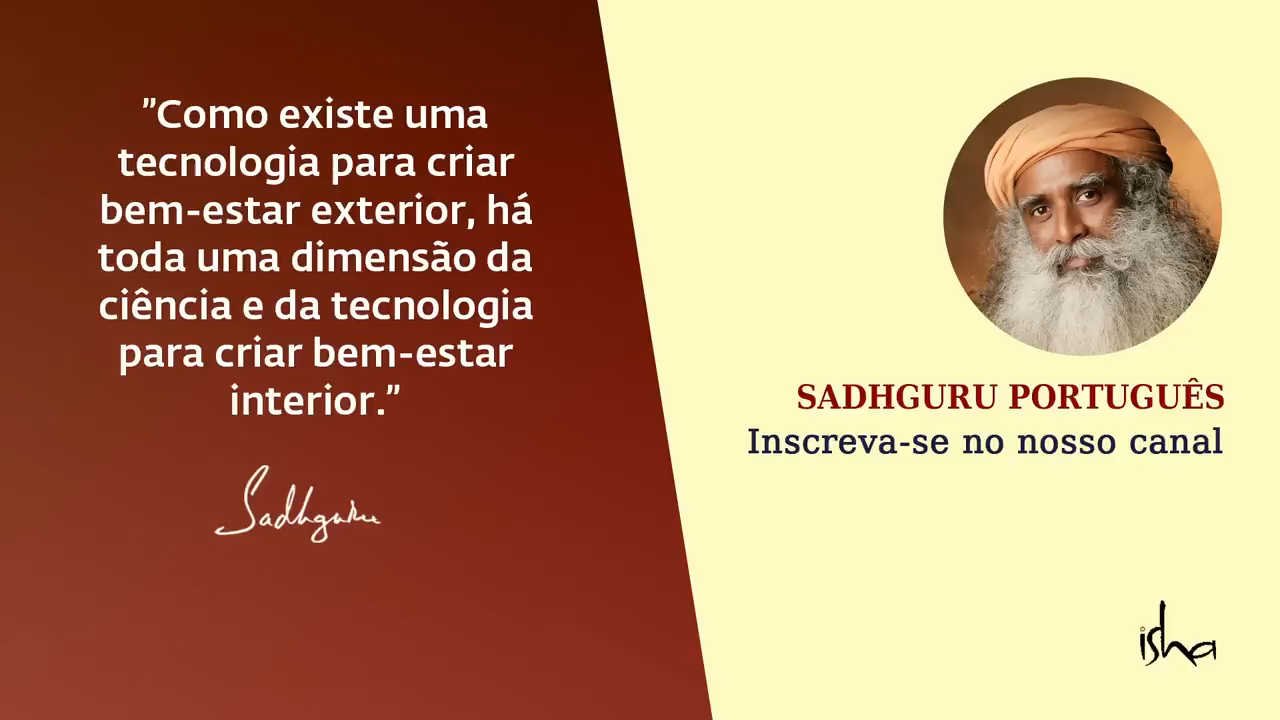 ”Como existe uma
tecnologia para criar
bem-estar exterior, há
toda uma dimensão da
ciência e da tecnologia
para criar bem-estar
interior.”
Sadhguru
SADHGURU PORTUGUÊS
Inscreva-se no nosso canal
isha